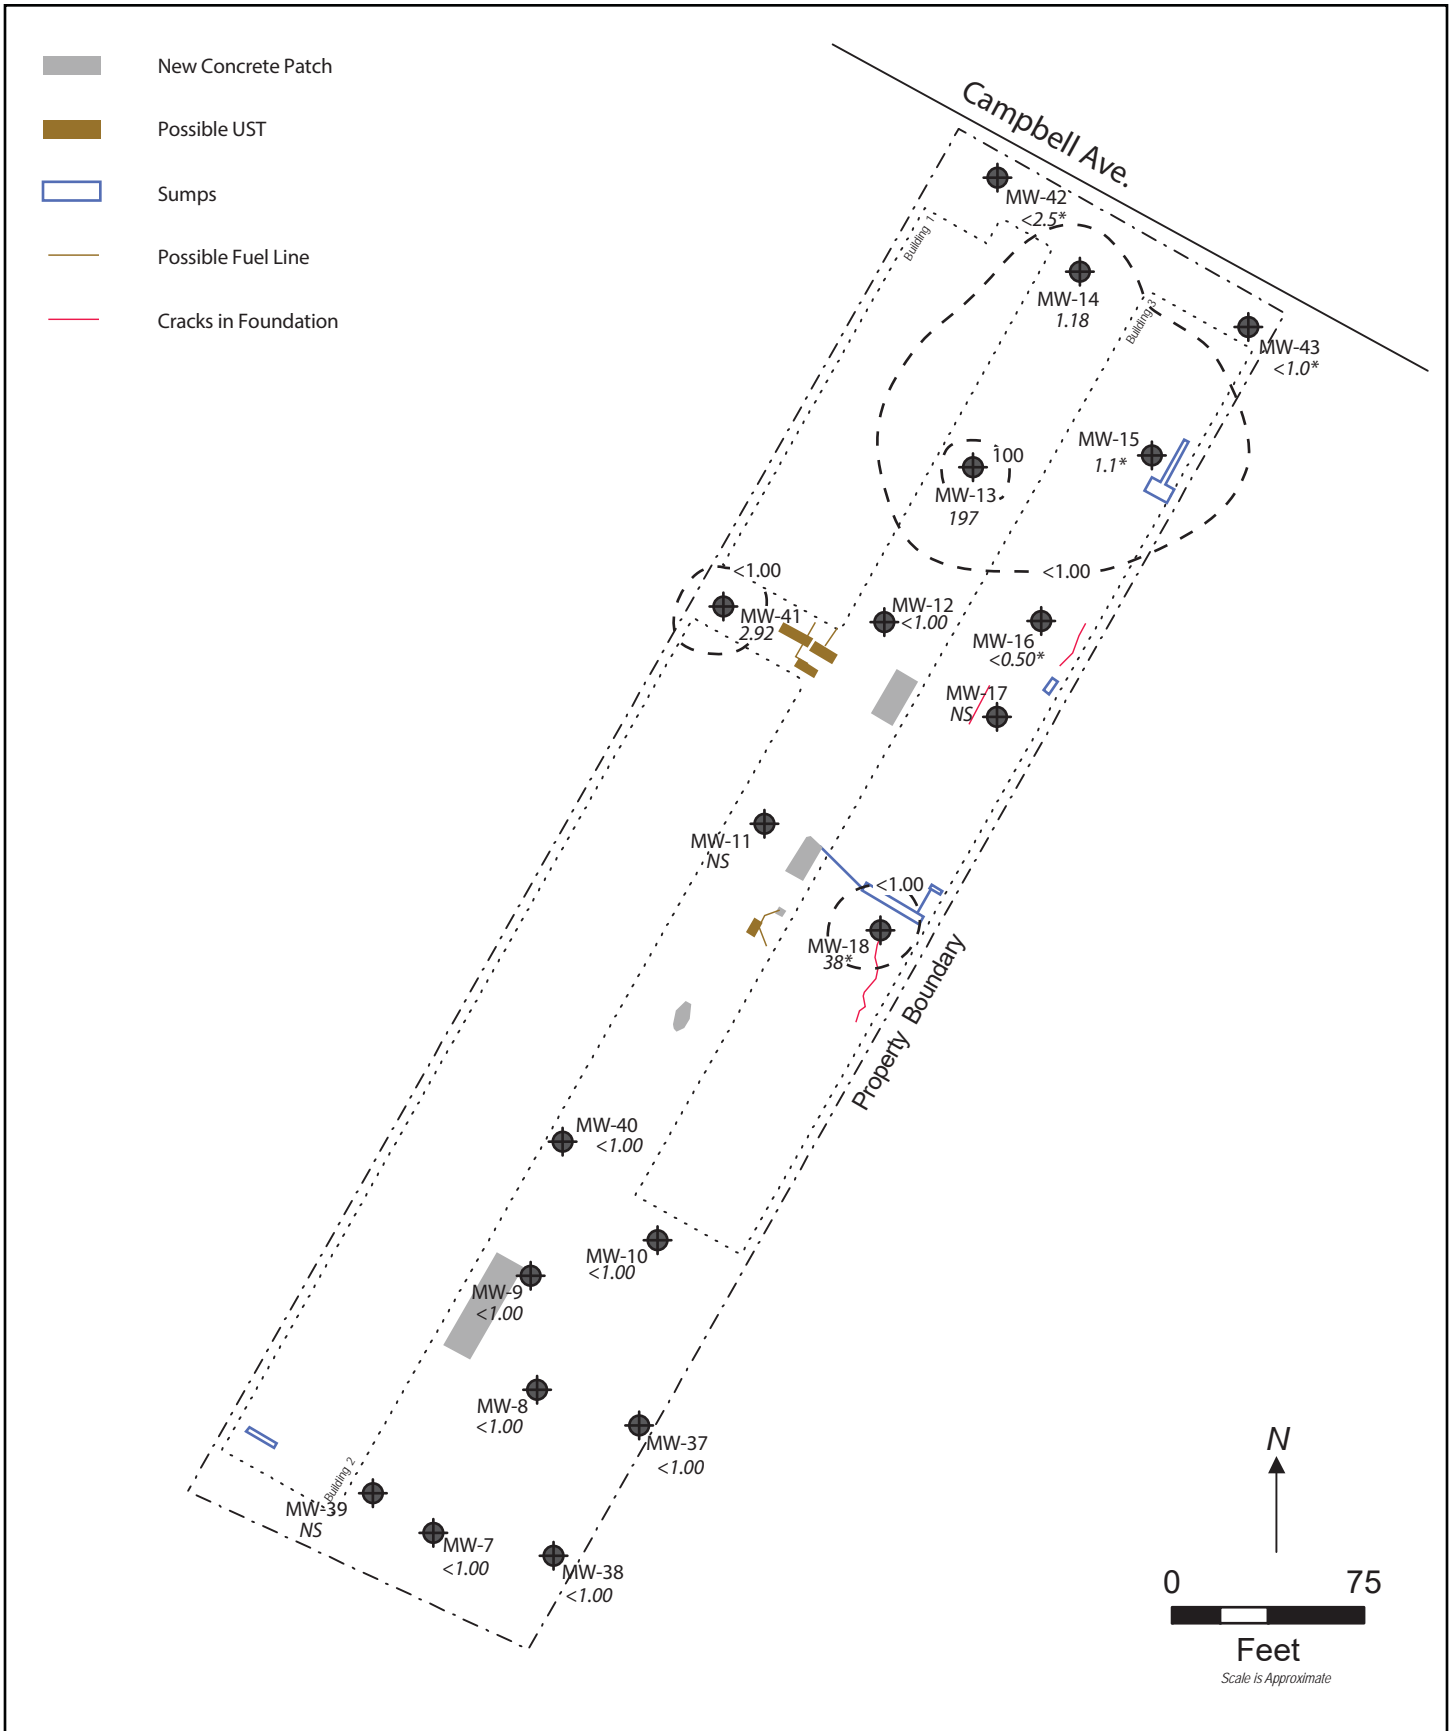 New Concrete Patch
Possible UST
Sumps
Possible Fuel Line
Cracks in Foundation
Campbell Ave.
MW-42
<2.5*
Building 1
MW-14
1.18
Building 3
MW-43
<1.0*
MW-15
1.1*
100
MW-13
197
<1.00
<1.00
MW-41
2.92
MW-12
<1.00
MW-16
<0.50*
MW-17
NS
MW-11
NS
<1.00
MW-18
38*
Property Boundary
MW-40
<1.00
MW-10
<1.00
MW-9
<1.00
MW-8
<1.00
MW-37
<1.00
Building 2
MW-39
NS
MW-7
<1.00
MW-38
<1.00
N
0 75
Feet
Scale is Approximate